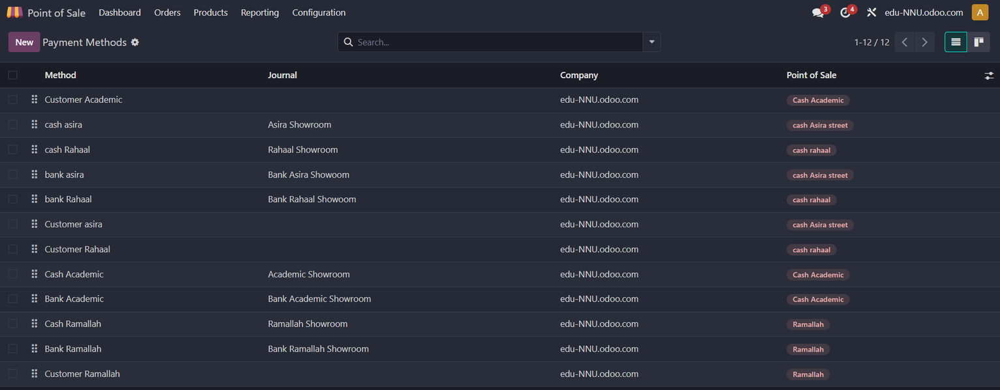 Point of Sale Dashboard Orders Products Reporting Configuration 3 4 edu-NNU.odoo.com A
New Payment Methods Search... 1-12 / 12
Method Journal Company Point of Sale
Customer Academic edu-NNU.odoo.com Cash Academic
cash asira Asira Showroom edu-NNU.odoo.com cash Asira street
cash Rahaal Rahaal Showroom edu-NNU.odoo.com cash rahaal
bank asira Bank Asira Showoom edu-NNU.odoo.com cash Asira street
bank Rahaal Bank Rahaal Showoom edu-NNU.odoo.com cash rahaal
Customer asira edu-NNU.odoo.com cash Asira street
Customer Rahaal edu-NNU.odoo.com cash rahaal
Cash Academic Academic Showroom edu-NNU.odoo.com Cash Academic
Bank Academic Bank Academic Showroom edu-NNU.odoo.com Cash Academic
Cash Ramallah Ramallah Showroom edu-NNU.odoo.com Ramallah
Bank Ramallah Bank Ramallah Showroom edu-NNU.odoo.com Ramallah
Customer Ramallah edu-NNU.odoo.com Ramallah